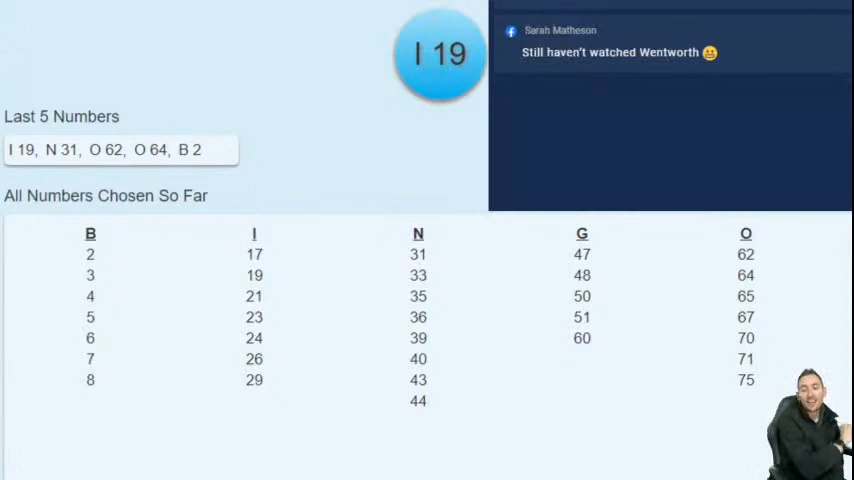 I 19
Sarah Matheson
Still haven't watched Wentworth 😬
Last 5 Numbers
I 19, N 31, O 62, O 64, B 2
All Numbers Chosen So Far
B I N G O
2 17 31 47 62
3 19 33 48 64
4 21 35 50 65
5 23 36 51 67
6 24 39 60 70
7 26 40 71
8 29 43 75
44